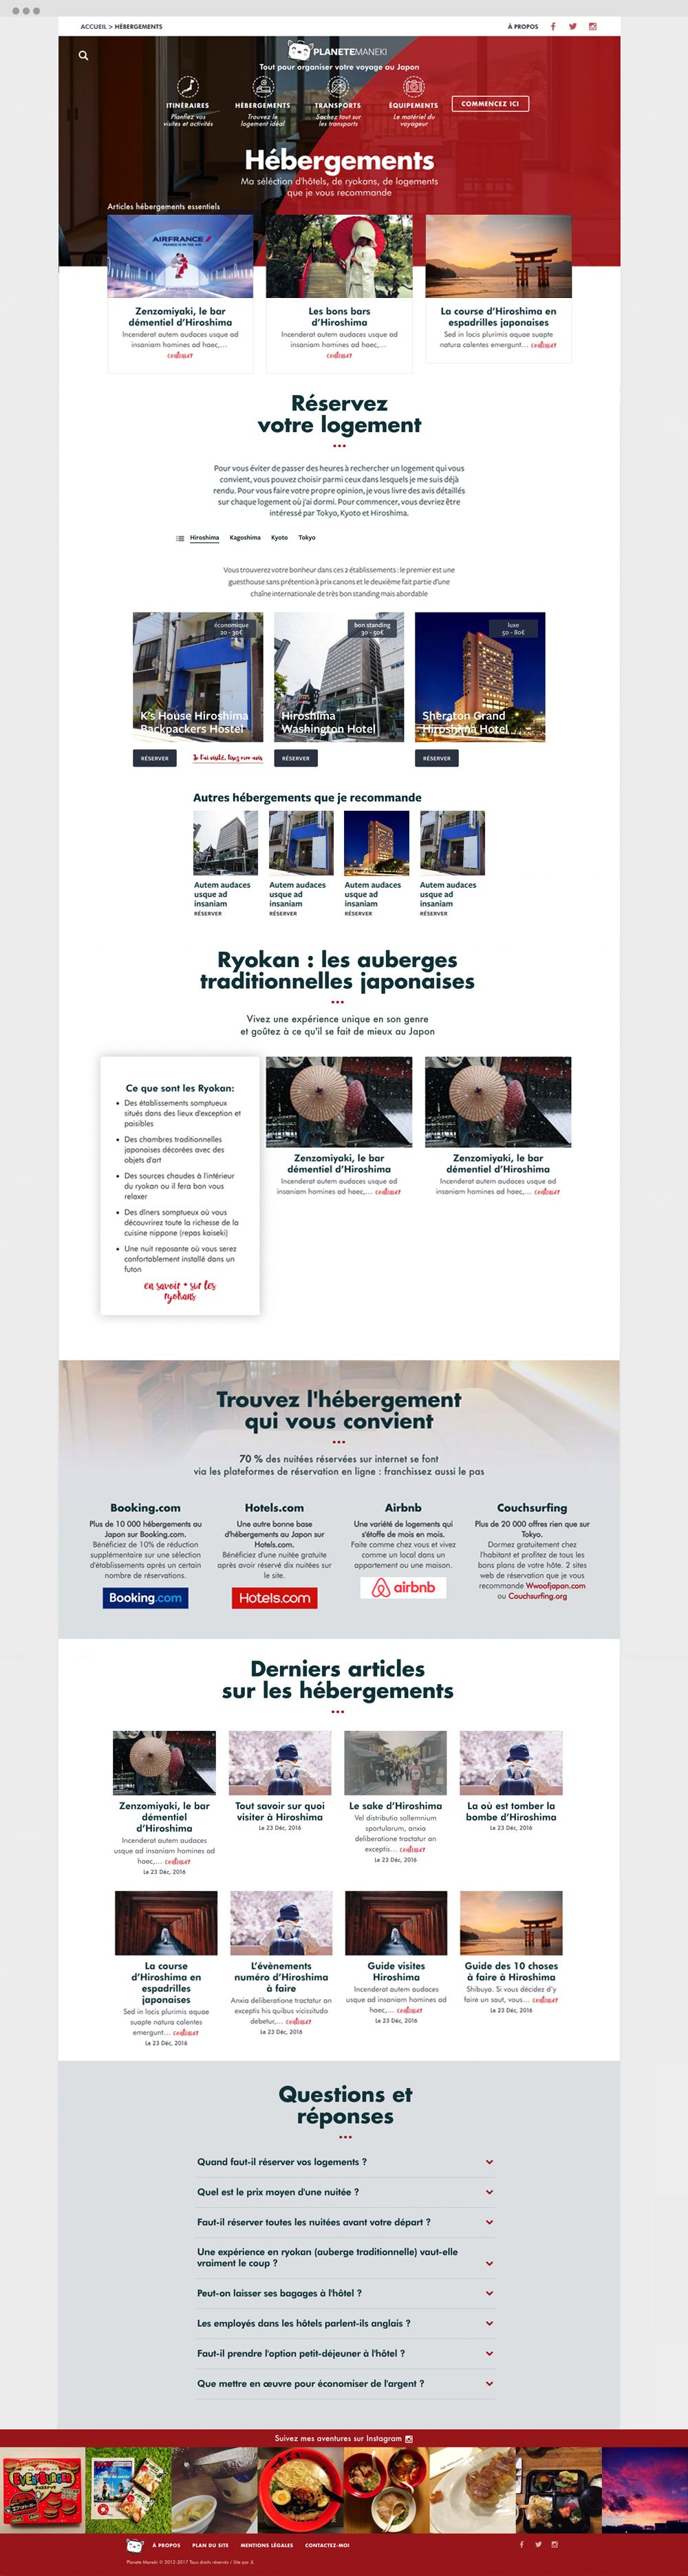 ACCUEIL > HÉBERGEMENTS
À PROPOS
PLANETEMANEKI
Tout pour organiser votre voyage au Japon
ITINÉRAIRES
Planifiez vos
visites et activités
HÉBERGEMENTS
Trouvez le
logement idéal
TRANSPORTS
Sachez tout sur
les transports
ÉQUIPEMENTS
Le matériel du
voyageur
COMMENCEZ ICI
Hébergements
Ma séléction d'hôtels, de ryokans, de logements
que je vous recommande
Articles hébergements essentiels
AIRFRANCE
FRANCE IS IN THE AIR
Zenzomiyaki, le bar
démentiel d'Hiroshima
Incenderat autem audaces usque ad
insaniam homines ad haec,...
continuer
Les bons bars
d'Hiroshima
Incenderat autem audaces usque ad
insaniam homines ad haec,...
continuer
La course d'Hiroshima en
espadrilles japonaises
Sed in locis plurimis aquae suapte
natura calentes emergunt... continuer
Réservez
votre logement
Pour vous éviter de passer des heures à rechercher un logement qui vous
convient, vous pouvez choisir parmi ceux dans lesquels je me suis déjà
rendu. Pour vous faire votre propre opinion, je vous livre des avis détaillés
sur chaque logement où j'ai dormi. Pour commencer, vous devriez être
intéressé par Tokyo, Kyoto et Hiroshima.
Hiroshima Kagoshima Kyoto Tokyo
Vous trouverez votre bonheur dans ces 2 établissements : le premier est une
guesthouse sans prétention à prix canons et le deuxième fait partie d'une
chaîne internationale de très bon standing mais abordable
économique
20 - 30€
K's House Hiroshima
Backpackers Hostel
RÉSERVER
Je l'ai visité, lisez mon avis
bon standing
30 - 50€
Hiroshima
Washington Hotel
RÉSERVER
luxe
50 - 80€
Sheraton Grand
Hiroshima Hotel
RÉSERVER
Autres hébergements que je recommande
Autem audaces
usque ad
insaniam
RÉSERVER
Autem audaces
usque ad
insaniam
RÉSERVER
Autem audaces
usque ad
insaniam
RÉSERVER
Autem audaces
usque ad
insaniam
RÉSERVER
Ryokan : les auberges
traditionnelles japonaises
Vivez une expérience unique en son genre
et goûtez à ce qu'il se fait de mieux au Japon
Ce que sont les Ryokan:
• Des établissements somptueux
situés dans des lieux d'exception et
paisibles
• Des chambres traditionnelles
japonaises décorées avec des
objets d'art
• Des sources chaudes à l'intérieur
du ryokan ou il fera bon vous
relaxer
• Des dîners somptueux où vous
découvrirez toute la richesse de la
cuisine nippone (repas kaiseki)
• Une nuit reposante où vous serez
confortablement installé dans un
futon
en savoir + sur les
ryokans
Zenzomiyaki, le bar
démentiel d'Hiroshima
Incenderat autem audaces usque ad
insaniam homines ad haec,... continuer
Zenzomiyaki, le bar
démentiel d'Hiroshima
Incenderat autem audaces usque ad
insaniam homines ad haec,... continuer
Trouvez l'hébergement
qui vous convient
70 % des nuitées réservées sur internet se font
via les plateformes de réservation en ligne : franchissez aussi le pas
Booking.com
Plus de 10 000 hébergements au
Japon sur Booking.com.
Bénéficiez de 10% de réduction
supplémentaire sur une sélection
d'établissements après un certain
nombre de réservations.
Booking.com
Hotels.com
Une autre bonne base
d'hébergements au Japon sur
Hotels.com.
Bénéficiez d'une nuitée gratuite
après avoir réservé dix nuitées sur
le site.
Hotels.com
Airbnb
Une variété de logements qui
s'étoffe de mois en mois.
Faite comme chez vous et vivez
comme un local dans un
appartement ou une maison.
airbnb
Couchsurfing
Plus de 20 000 offres rien que sur
Tokyo.
Dormez gratuitement chez
l'habitant et profitez de tous les
bons plans de votre hôte. 2 sites
web de réservation que je vous
recommande Wwoofjapan.com
ou Couchsurfing.org
Derniers articles
sur les hébergements
Zenzomiyaki, le bar
démentiel
d'Hiroshima
Incenderat autem audaces
usque ad insaniam homines ad
haec,... continuer
Le 23 Déc, 2016
Tout savoir sur quoi
visiter à Hiroshima
Le 23 Déc, 2016
Le sake d'Hiroshima
Vel distributio sollemnium
sportularum, anxia
deliberatione tractatur an
exceptis... continuer
Le 23 Déc, 2016
La où est tomber la
bombe d'Hiroshima
Le 23 Déc, 2016
La course
d'Hiroshima en
espadrilles
japonaises
Sed in locis plurimis aquae
suapte natura calentes
emergunt... continuer
Le 23 Déc, 2016
L'évènements
numéro d'Hiroshima
à faire
Anxia deliberatione tractatur an
exceptis his quibus vicissitudo
debetur,... continuer
Le 23 Déc, 2016
Guide visites
Hiroshima
Incenderat autem audaces
usque ad insaniam homines ad
haec,... continuer
Le 23 Déc, 2016
Guide des 10 choses
à faire à Hiroshima
Shibuya. Si vous décidez d'y
faire un saut, vous... continuer
Le 23 Déc, 2016
Questions et
réponses
Quand faut-il réserver vos logements ?
Quel est le prix moyen d'une nuitée ?
Faut-il réserver toutes les nuitées avant votre départ ?
Une expérience en ryokan (auberge traditionnelle) vaut-elle
vraiment le coup ?
Peut-on laisser ses bagages à l'hôtel ?
Les employés dans les hôtels parlent-ils anglais ?
Faut-il prendre l'option petit-déjeuner à l'hôtel ?
Que mettre en œuvre pour économiser de l'argent ?
Suivez mes aventures sur Instagram
EVERYBURGER
À PROPOS PLAN DU SITE MENTIONS LÉGALES CONTACTEZ-MOI
Planete Maneki © 2012-2017 Tous droits réservés / Site par JL